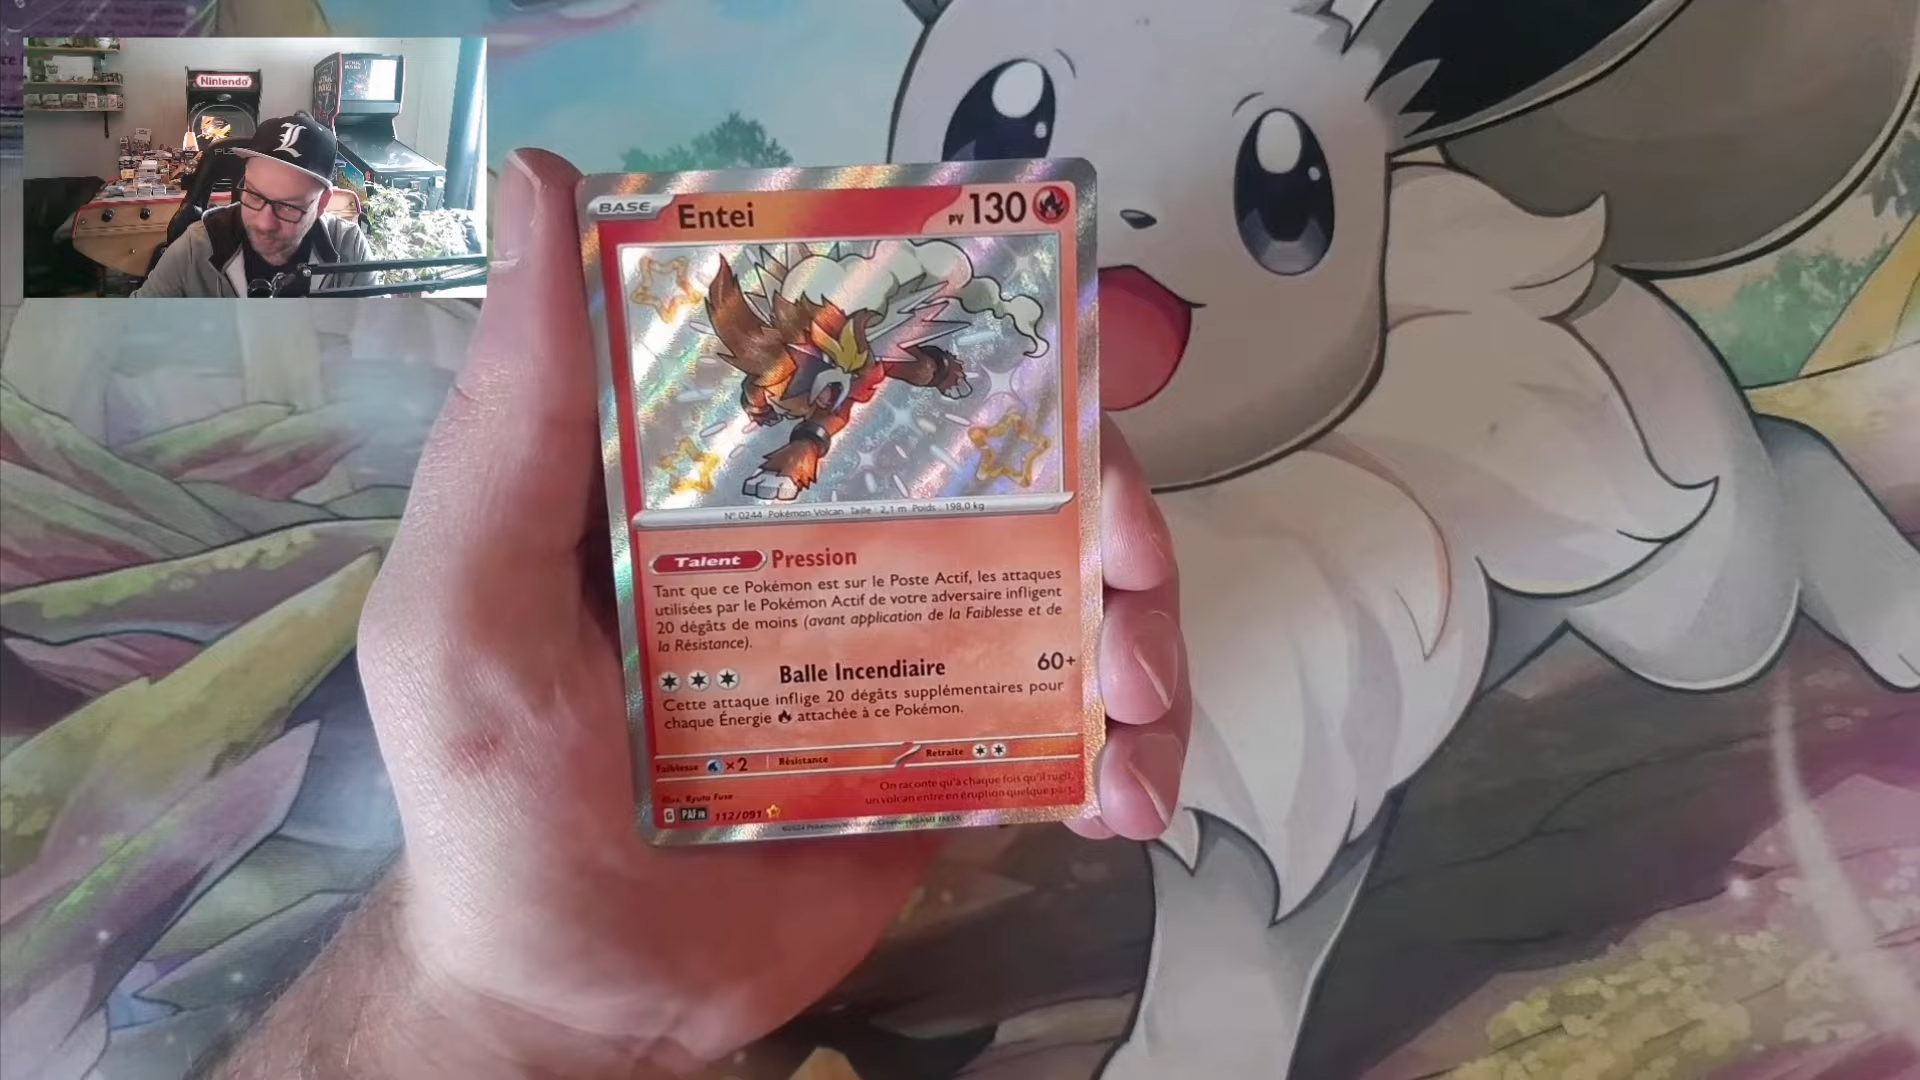 Nintendo
L
BASE Entei PV 130
N° 0244 Pokémon Volcan Taille : 2,1 m Poids : 198,0 kg
Talent Pression
Tant que ce Pokémon est sur le Poste Actif, les attaques
utilisées par le Pokémon Actif de votre adversaire infligent
20 dégâts de moins (avant application de la Faiblesse et de
la Résistance).
Balle Incendiaire 60+
Cette attaque inflige 20 dégâts supplémentaires pour
chaque Énergie attachée à ce Pokémon.
Faiblesse ×2 Résistance Retraite
Illus. Ryuta Fuse
On raconte qu'à chaque fois qu'il rugit,
un volcan entre en éruption quelque part.
G PAF FR 112/091